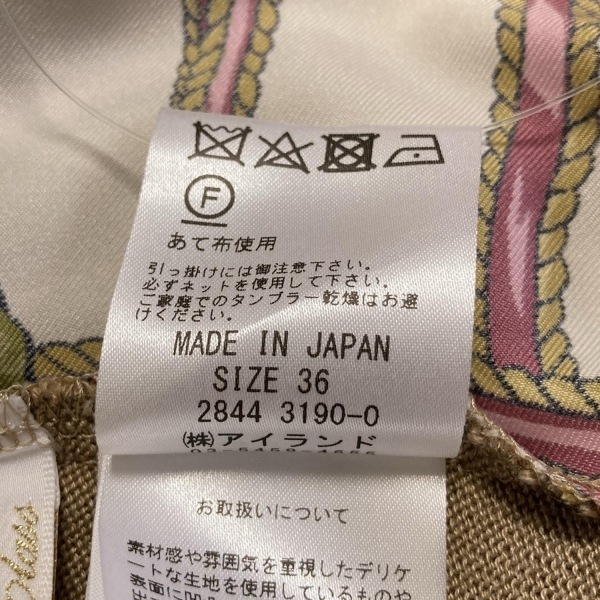 F
あて布使用
引っ掛けには御注意下さい。
必ずネットを使用して下さい。
ご家庭でのタンブラー乾燥はお避
けください。
MADE IN JAPAN
SIZE 36
2844 3190-0
(株)アイランド
お取扱いについて
素材感や雰囲気を重視したデリケ
ートな生地を使用しているものや